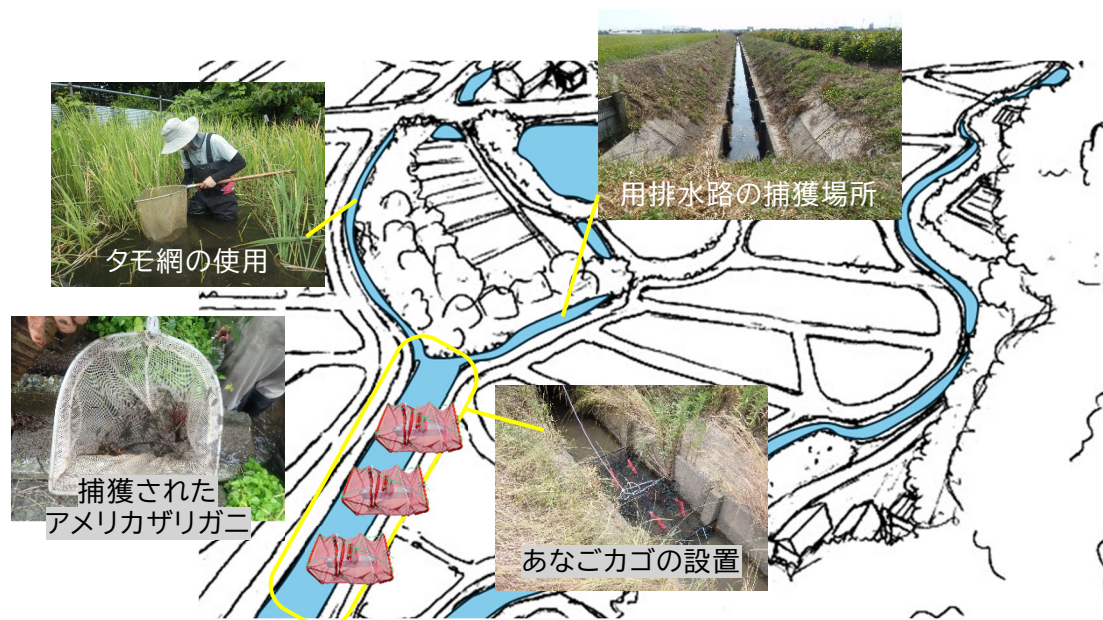 用排水路の捕獲場所
タモ網の使用
捕獲された
アメリカザリガニ
あなごカゴの設置